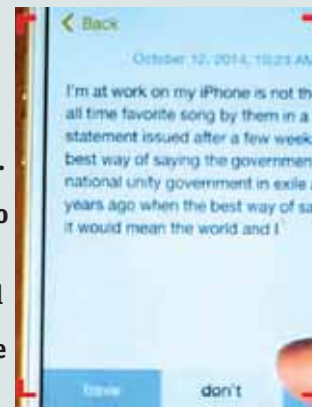 Back
October 12, 2014, 10:23 AM
I'm at work on my iPhone is not th
all time favorite song by them in a
statement issued after a few week
best way of saying the governmen
national unity government in exile
years ago when the best way of sa
it would mean the world and I
have
don't
.
o
l
e